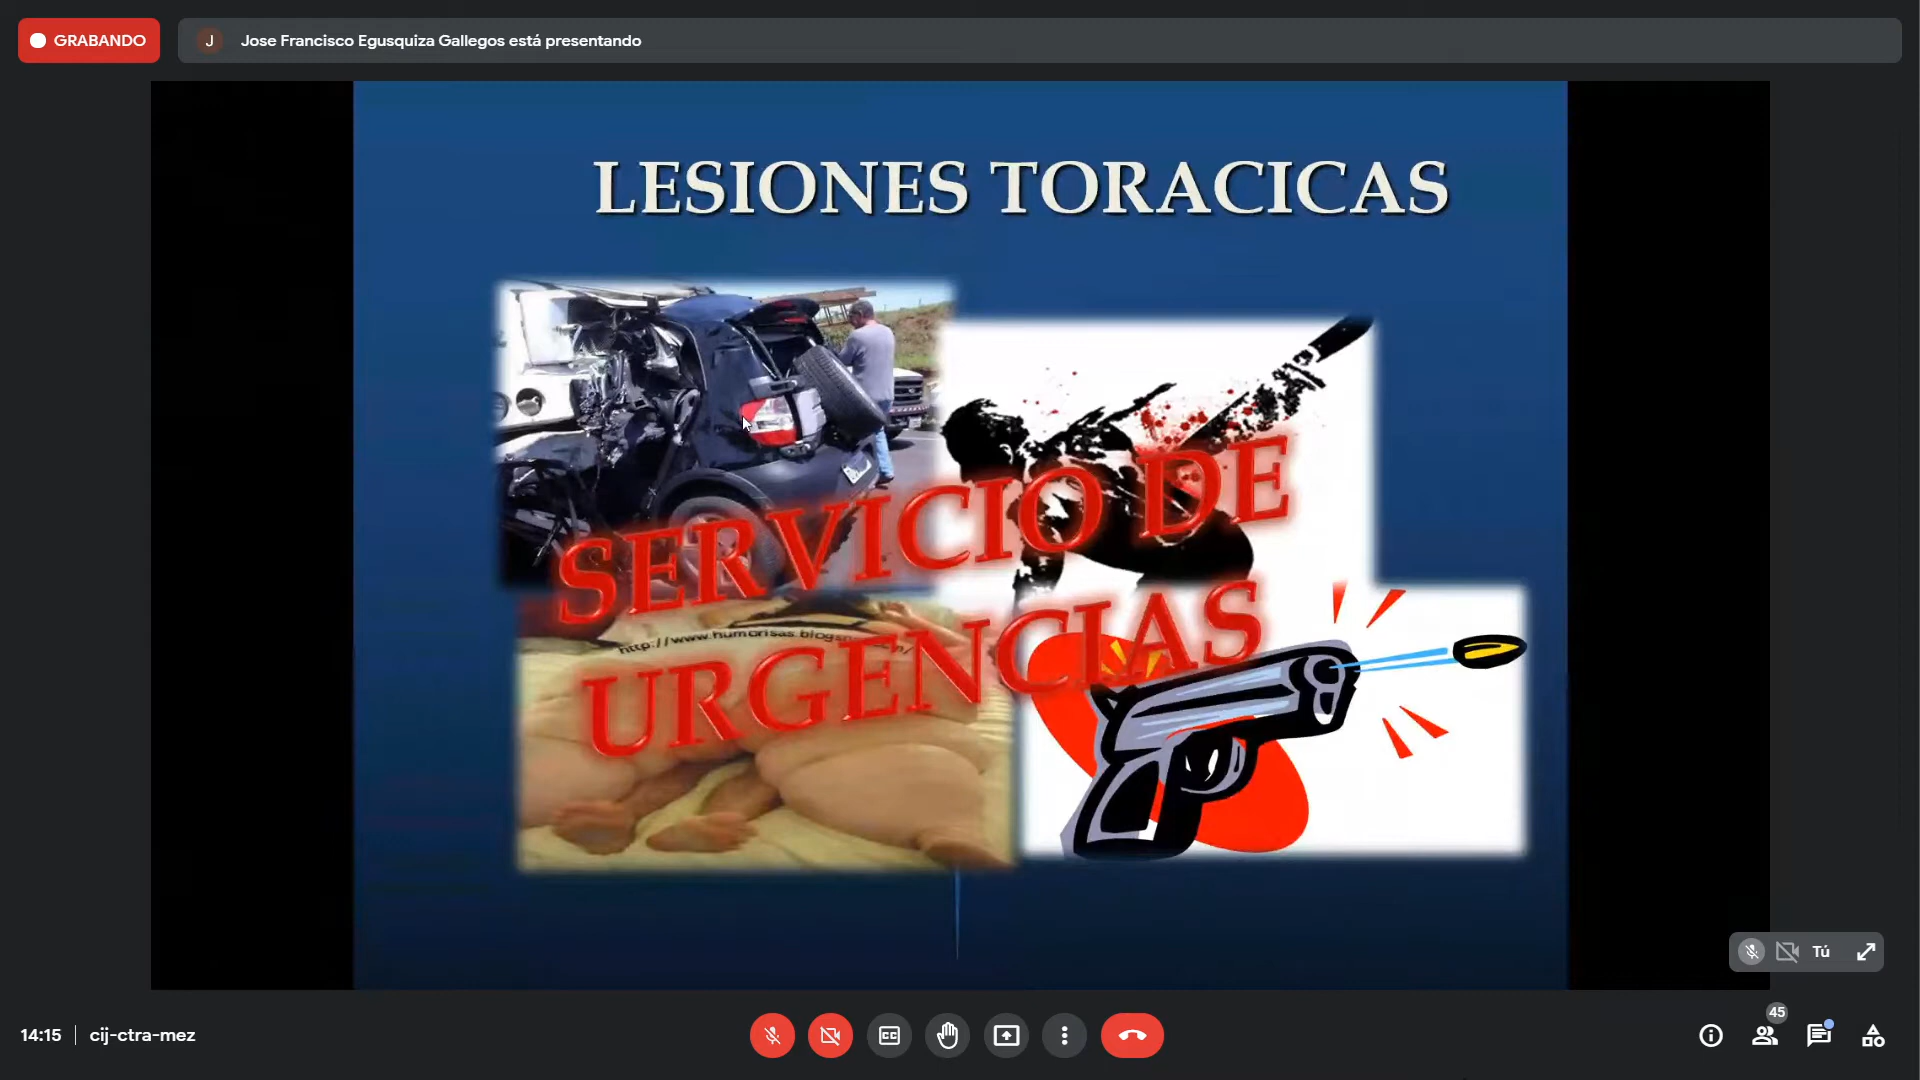 GRABANDO
J
Jose Francisco Egusquiza Gallegos está presentando
LESIONES TORACICAS
SERVICIO DE
URGENCIAS
Tú
45
14:15
cij-ctra-mez